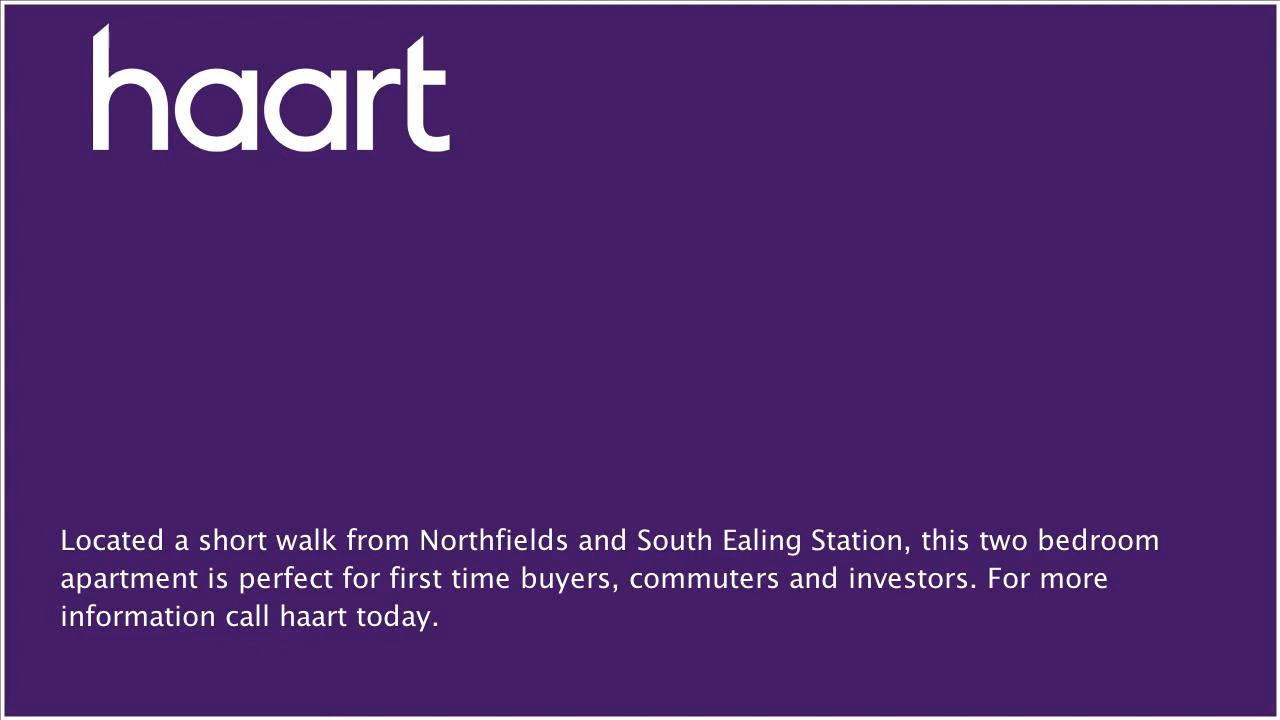 haart
Located a short walk from Northfields and South Ealing Station, this two bedroom
apartment is perfect for first time buyers, commuters and investors. For more
information call haart today.